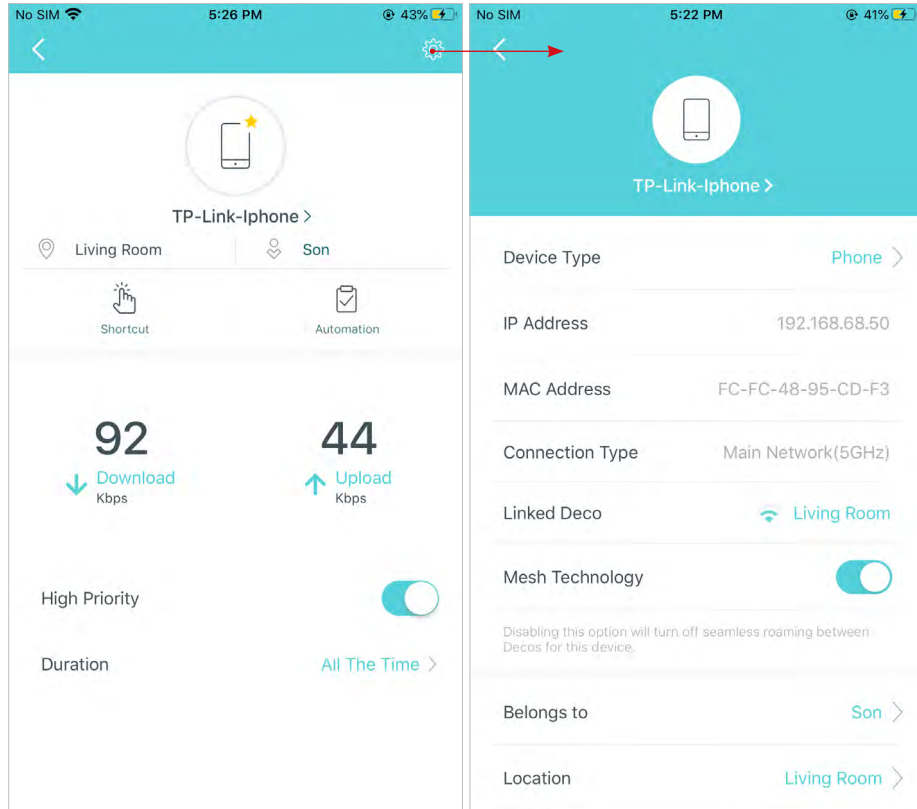 No SIM 5:26 PM 43%
TP-Link-Iphone >
Living Room Son
Shortcut Automation
92 44
Download Upload
Kbps Kbps
High Priority
Duration All The Time >
No SIM 5:22 PM 41%
TP-Link-Iphone >
Device Type Phone >
IP Address 192.168.68.50
MAC Address FC-FC-48-95-CD-F3
Connection Type Main Network(5GHz)
Linked Deco Living Room
Mesh Technology
Disabling this option will turn off seamless roaming between
Decos for this device.
Belongs to Son >
Location Living Room >